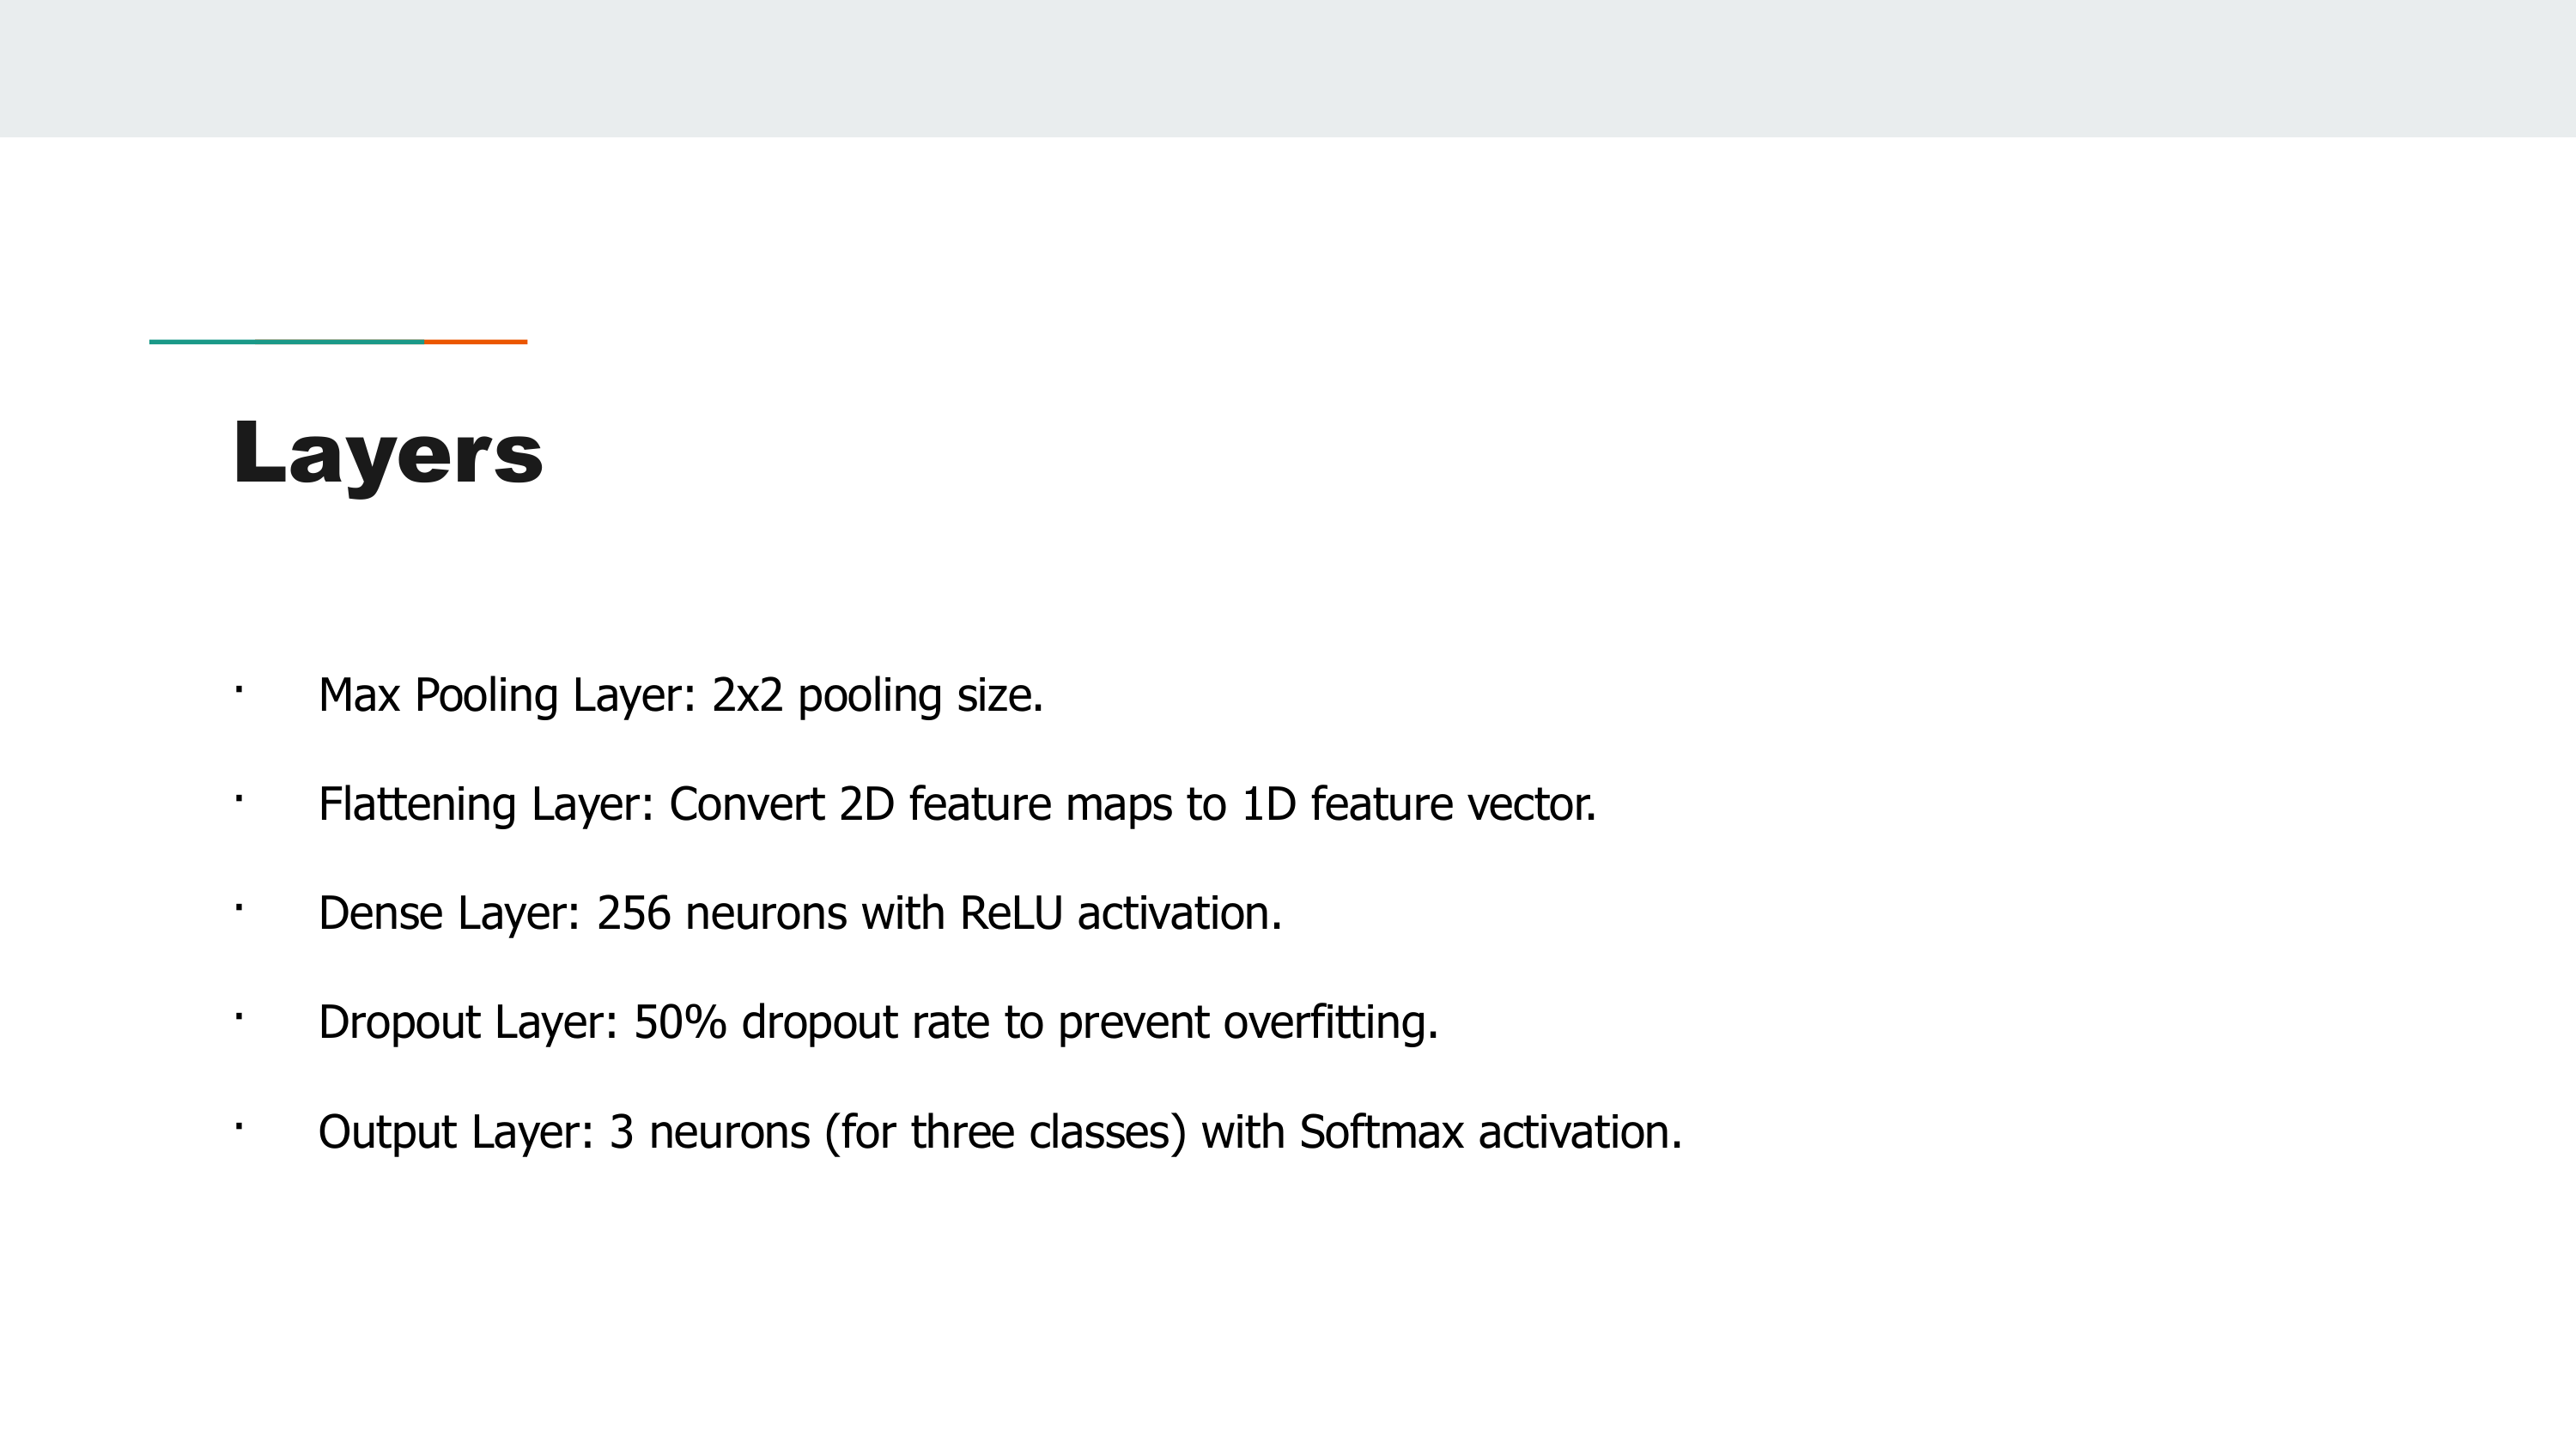 Layers
· Max Pooling Layer: 2x2 pooling size.
· Flattening Layer: Convert 2D feature maps to 1D feature vector.
· Dense Layer: 256 neurons with ReLU activation.
· Dropout Layer: 50% dropout rate to prevent overfitting.
· Output Layer: 3 neurons (for three classes) with Softmax activation.